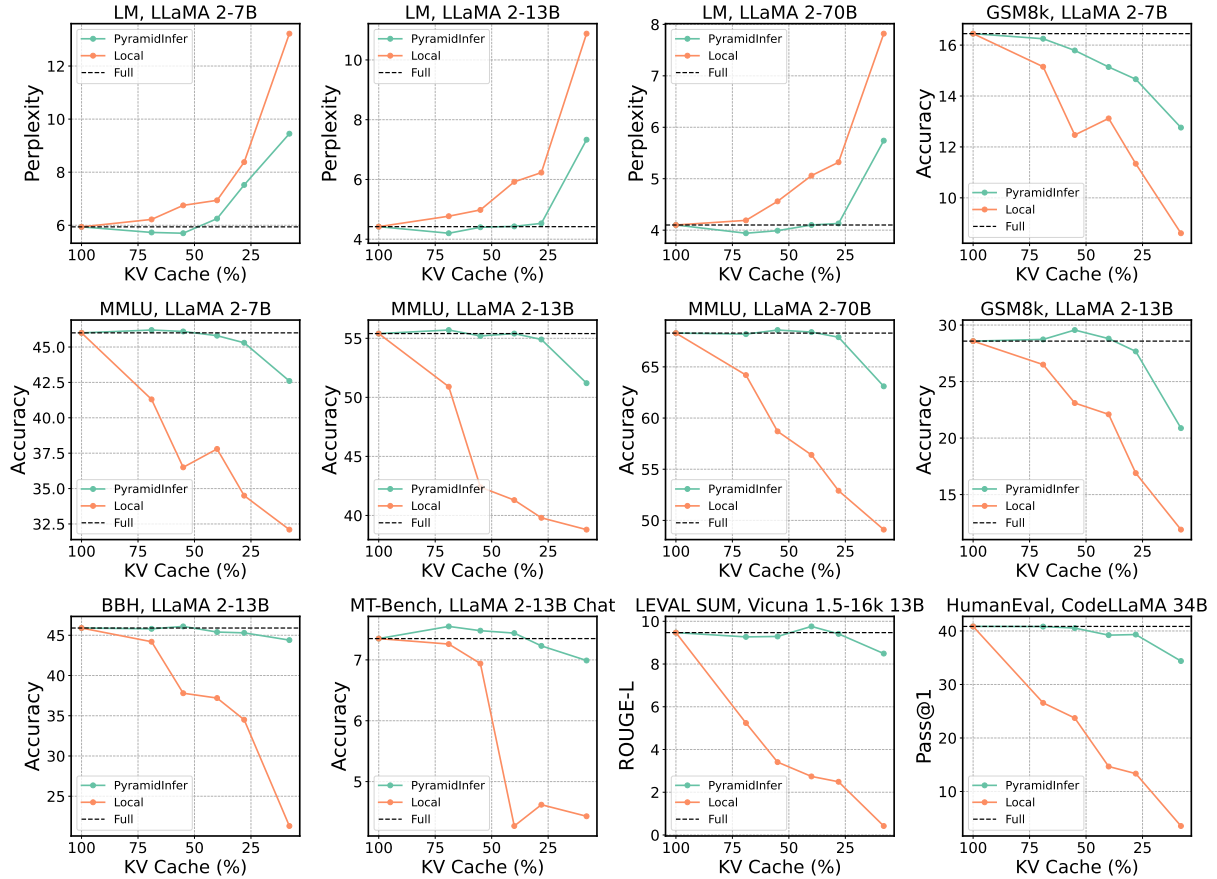 LM, LLaMA 2-7B
Perplexity
12
10
8
6
PyramidInfer
Local
Full
100
75
50
25
KV Cache (%)
LM, LLaMA 2-13B
Perplexity
10
8
6
4
PyramidInfer
Local
Full
100
75
50
25
KV Cache (%)
LM, LLaMA 2-70B
Perplexity
8
7
6
5
4
PyramidInfer
Local
Full
100
75
50
25
KV Cache (%)
GSM8k, LLaMA 2-7B
Accuracy
16
14
12
10
PyramidInfer
Local
Full
100
75
50
25
KV Cache (%)
MMLU, LLaMA 2-7B
Accuracy
45.0
42.5
40.0
37.5
35.0
32.5
PyramidInfer
Local
Full
100
75
50
25
KV Cache (%)
MMLU, LLaMA 2-13B
Accuracy
55
50
45
40
PyramidInfer
Local
Full
100
75
50
25
KV Cache (%)
MMLU, LLaMA 2-70B
Accuracy
65
60
55
50
PyramidInfer
Local
Full
100
75
50
25
KV Cache (%)
GSM8k, LLaMA 2-13B
Accuracy
30
25
20
15
PyramidInfer
Local
Full
100
75
50
25
KV Cache (%)
BBH, LLaMA 2-13B
Accuracy
45
40
35
30
25
PyramidInfer
Local
Full
100
75
50
25
KV Cache (%)
MT-Bench, LLaMA 2-13B Chat
Accuracy
7
6
5
PyramidInfer
Local
Full
100
75
50
25
KV Cache (%)
LEVAL SUM, Vicuna 1.5-16k 13B
ROUGE-L
10
8
6
4
2
0
PyramidInfer
Local
Full
100
75
50
25
KV Cache (%)
HumanEval, CodeLLaMA 34B
Pass@1
40
30
20
10
PyramidInfer
Local
Full
100
75
50
25
KV Cache (%)